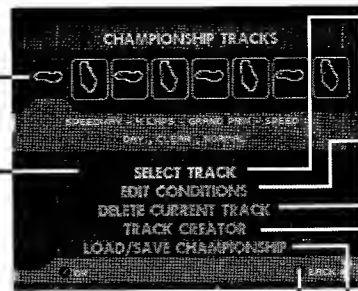 CHAMPIONSHIP TRACKS
SPEEDWAY - 4 LAPS - GRAND PRIX SPEED
DAY, CLEAR, NORMAL
SELECT TRACK
EDIT CONDITIONS
DELETE CURRENT TRACK
TRACK CREATOR
LOAD/SAVE CHAMPIONSHIP
OK
BACK